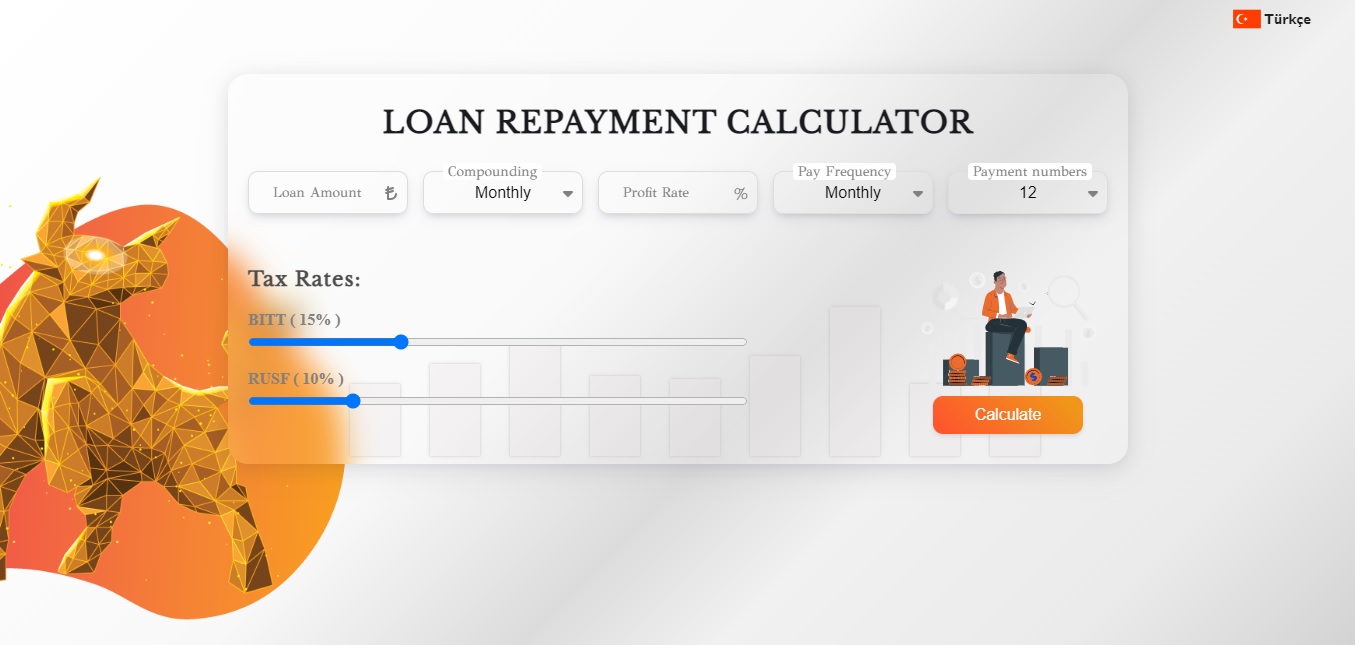 Türkçe
LOAN REPAYMENT CALCULATOR
Loan Amount ₺
Compounding
Monthly
Profit Rate %
Pay Frequency
Monthly
Payment numbers
12
Tax Rates:
BITT ( 15% )
RUSF ( 10% )
Calculate